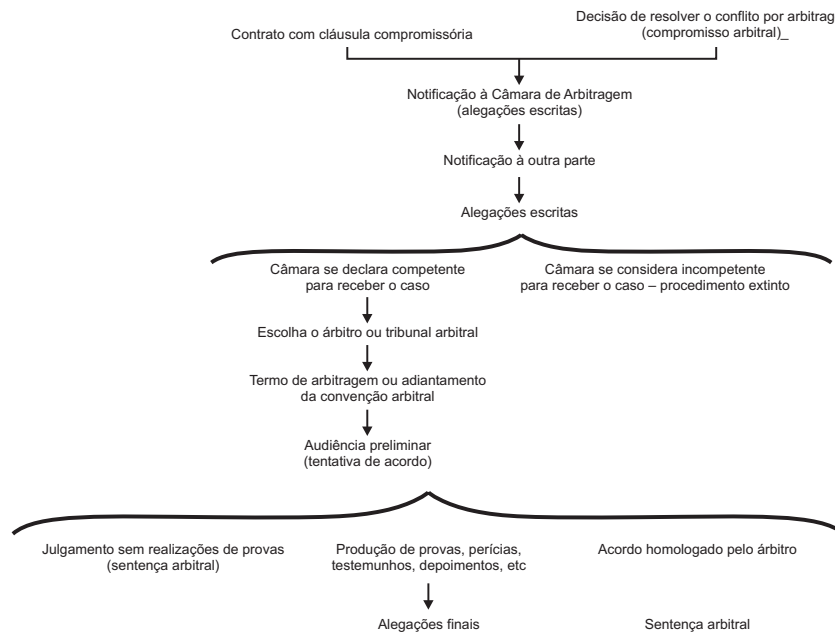 Contrato com cláusula compromissória
Decisão de resolver o conflito por arbitrag
(compromisso arbitral)_
Notificação à Câmara de Arbitragem
(alegações escritas)
Notificação à outra parte
Alegações escritas
Câmara se declara competente
para receber o caso
Câmara se considera incompetente
para receber o caso – procedimento extinto
Escolha o árbitro ou tribunal arbitral
Termo de arbitragem ou adiantamento
da convenção arbitral
Audiência preliminar
(tentativa de acordo)
Julgamento sem realizações de provas
(sentença arbitral)
Produção de provas, perícias,
testemunhos, depoimentos, etc
Acordo homologado pelo árbitro
Alegações finais
Sentença arbitral